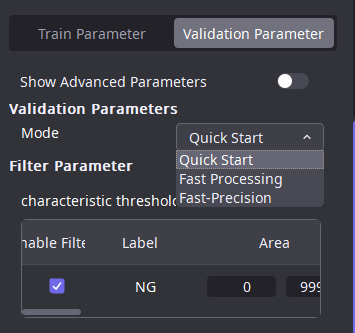 Train Parameter
Validation Parameter
Show Advanced Parameters
Validation Parameters
Mode
Quick Start
Quick Start
Fast Processing
Fast-Precision
Filter Parameter
characteristic threshol
nable Filte
Label
Area
NG
0
999